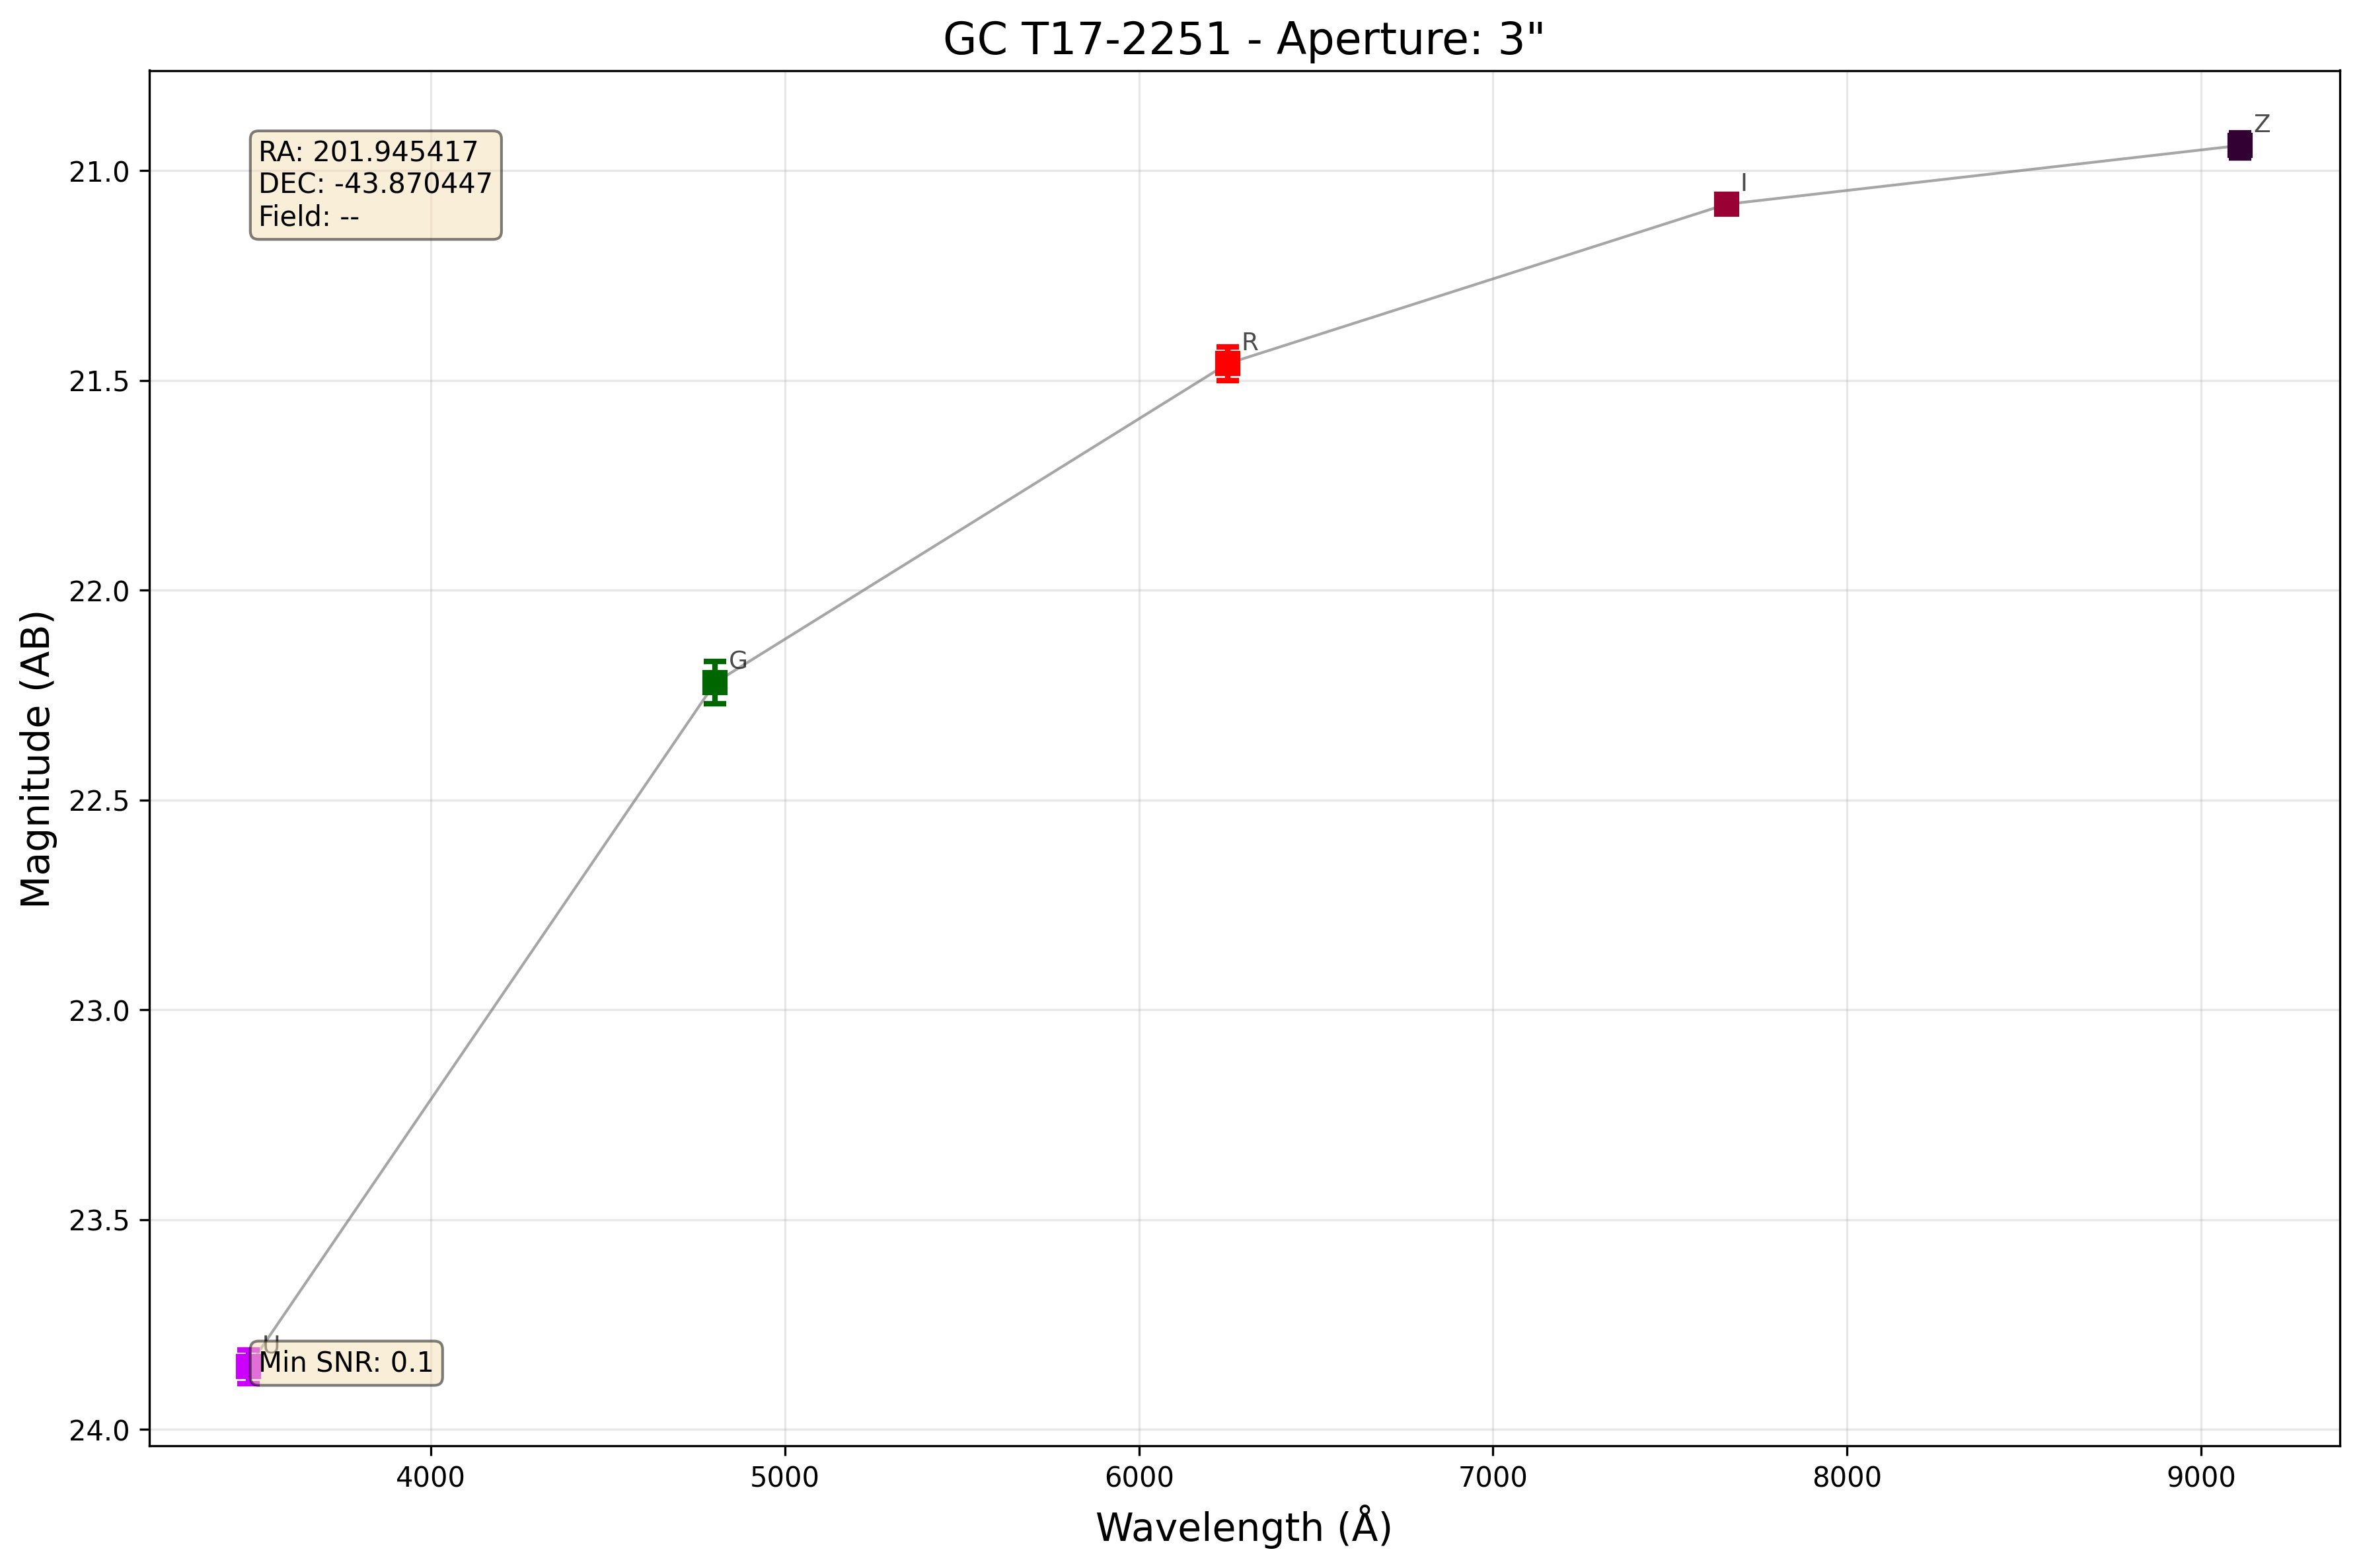 GC T17-2251 - Aperture: 3"
RA: 201.945417
DEC: -43.870447
Field: --
Z
I
R
G
U
Min SNR: 0.1
21.0
21.5
22.0
22.5
23.0
23.5
24.0
Magnitude (AB)
4000
5000
6000
7000
8000
9000
Wavelength (Å)